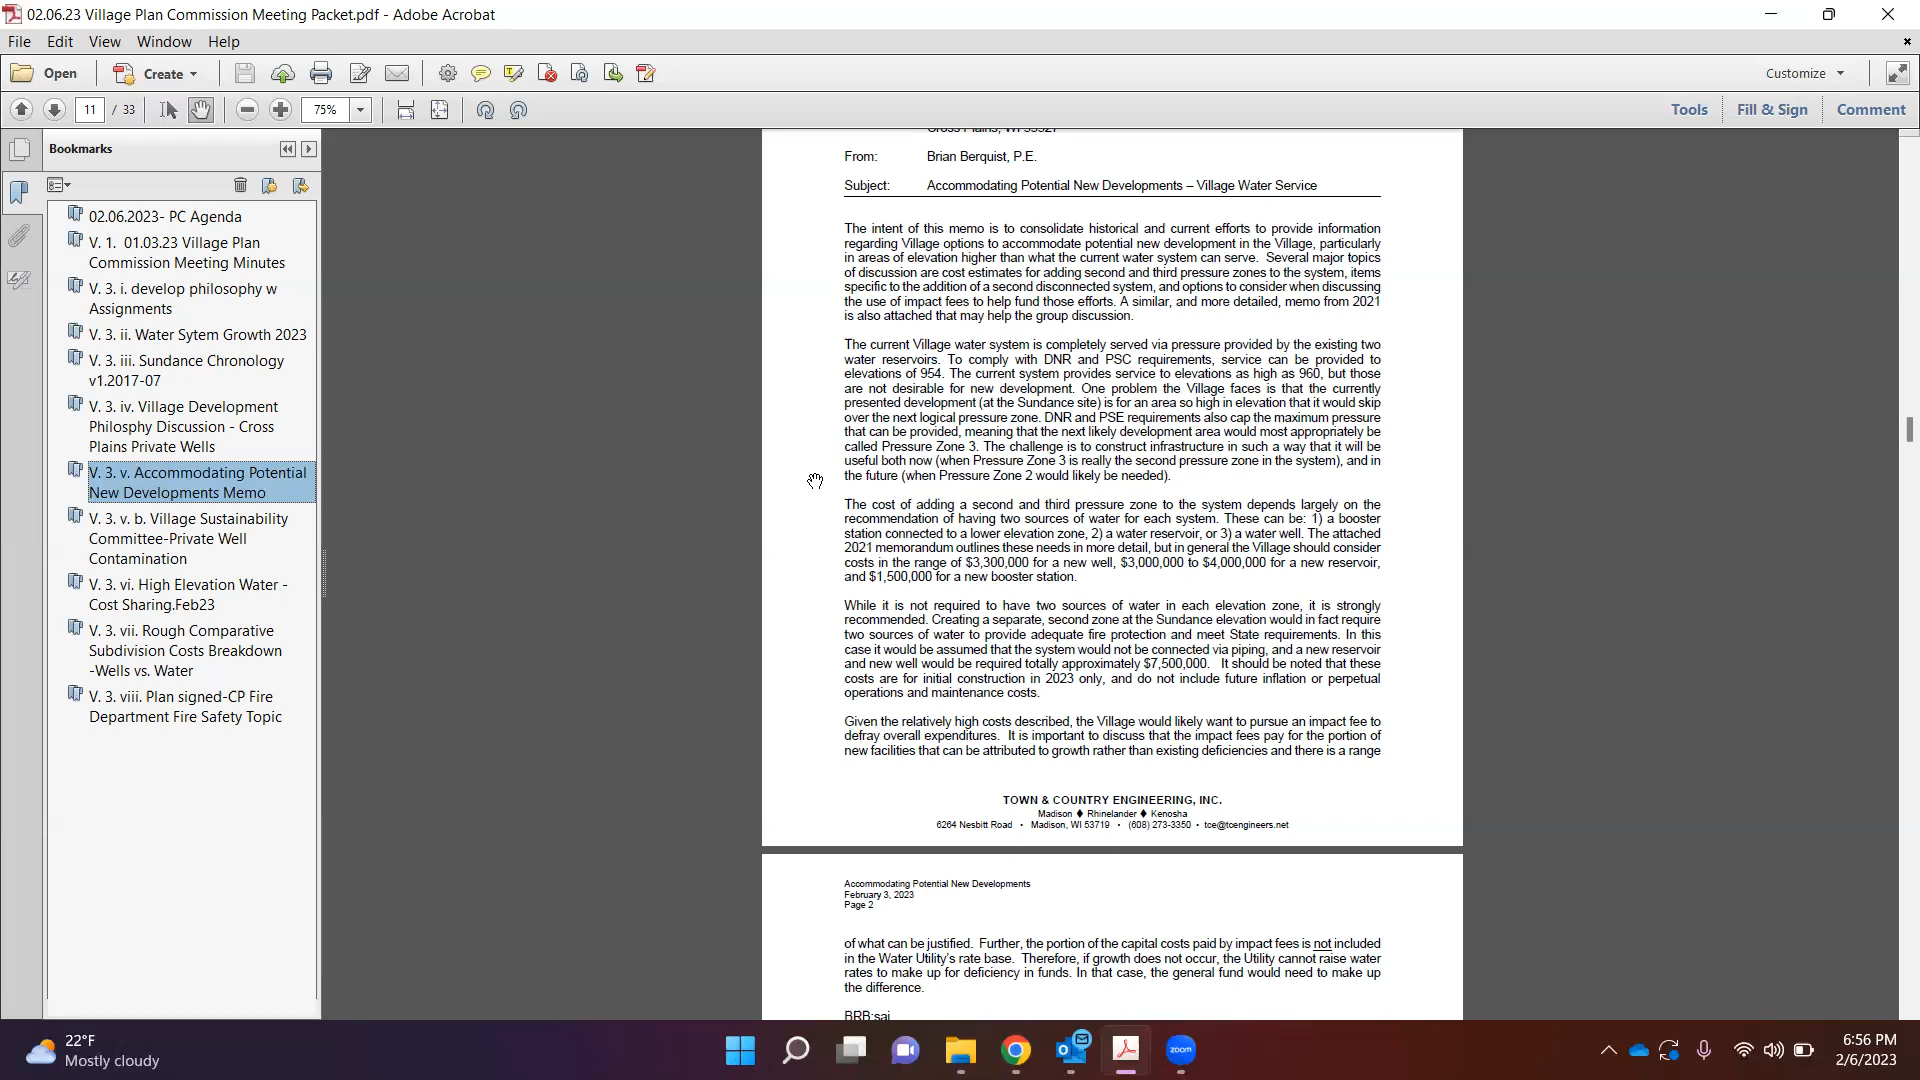 02.06.23 Village Plan Commission Meeting Packet.pdf - Adobe Acrobat
File Edit View Window Help
Open Create Customize
11 / 33 75% Tools Fill & Sign Comment
Bookmarks
02.06.2023- PC Agenda
V. 1. 01.03.23 Village Plan
Commission Meeting Minutes
V. 3. i. develop philosophy w
Assignments
V. 3. ii. Water Sytem Growth 2023
V. 3. iii. Sundance Chronology
v1.2017-07
V. 3. iv. Village Development
Philosphy Discussion - Cross
Plains Private Wells
V. 3. v. Accommodating Potential
New Developments Memo
V. 3. v. b. Village Sustainability
Committee-Private Well
Contamination
V. 3. vi. High Elevation Water -
Cost Sharing.Feb23
V. 3. vii. Rough Comparative
Subdivision Costs Breakdown
-Wells vs. Water
V. 3. viii. Plan signed-CP Fire
Department Fire Safety Topic
From: Brian Berquist, P.E.
Subject: Accommodating Potential New Developments – Village Water Service
The intent of this memo is to consolidate historical and current efforts to provide information
regarding Village options to accommodate potential new development in the Village, particularly
in areas of elevation higher than what the current water system can serve. Several major topics
of discussion are cost estimates for adding second and third pressure zones to the system, items
specific to the addition of a second disconnected system, and options to consider when discussing
the use of impact fees to help fund those efforts. A similar, and more detailed, memo from 2021
is also attached that may help the group discussion.
The current Village water system is completely served via pressure provided by the existing two
water reservoirs. To comply with DNR and PSC requirements, service can be provided to
elevations of 954. The current system provides service to elevations as high as 960, but those
are not desirable for new development. One problem the Village faces is that the currently
presented development (at the Sundance site) is for an area so high in elevation that it would skip
over the next logical pressure zone. DNR and PSE requirements also cap the maximum pressure
that can be provided, meaning that the next likely development area would most appropriately be
called Pressure Zone 3. The challenge is to construct infrastructure in such a way that it will be
useful both now (when Pressure Zone 3 is really the second pressure zone in the system), and in
the future (when Pressure Zone 2 would likely be needed).
The cost of adding a second and third pressure zone to the system depends largely on the
recommendation of having two sources of water for each system. These can be: 1) a booster
station connected to a lower elevation zone, 2) a water reservoir, or 3) a water well. The attached
2021 memorandum outlines these needs in more detail, but in general the Village should consider
costs in the range of $3,300,000 for a new well, $3,000,000 to $4,000,000 for a new reservoir,
and $1,500,000 for a new booster station.
While it is not required to have two sources of water in each elevation zone, it is strongly
recommended. Creating a separate, second zone at the Sundance elevation would in fact require
two sources of water to provide adequate fire protection and meet State requirements. In this
case it would be assumed that the system would not be connected via piping, and a new reservoir
and new well would be required totally approximately $7,500,000. It should be noted that these
costs are for initial construction in 2023 only, and do not include future inflation or perpetual
operations and maintenance costs.
Given the relatively high costs described, the Village would likely want to pursue an impact fee to
defray overall expenditures. It is important to discuss that the impact fees pay for the portion of
new facilities that can be attributed to growth rather than existing deficiencies and there is a range
TOWN & COUNTRY ENGINEERING, INC.
Madison ♦ Rhinelander ♦ Kenosha
6264 Nesbitt Road • Madison, WI 53719 • (608) 273-3350 • tce@tcengineers.net
Accommodating Potential New Developments
February 3, 2023
Page 2
of what can be justified. Further, the portion of the capital costs paid by impact fees is not included
in the Water Utility's rate base. Therefore, if growth does not occur, the Utility cannot raise water
rates to make up for deficiency in funds. In that case, the general fund would need to make up
the difference.
BRB:sai
22°F
Mostly cloudy
zoom
6:56 PM
2/6/2023